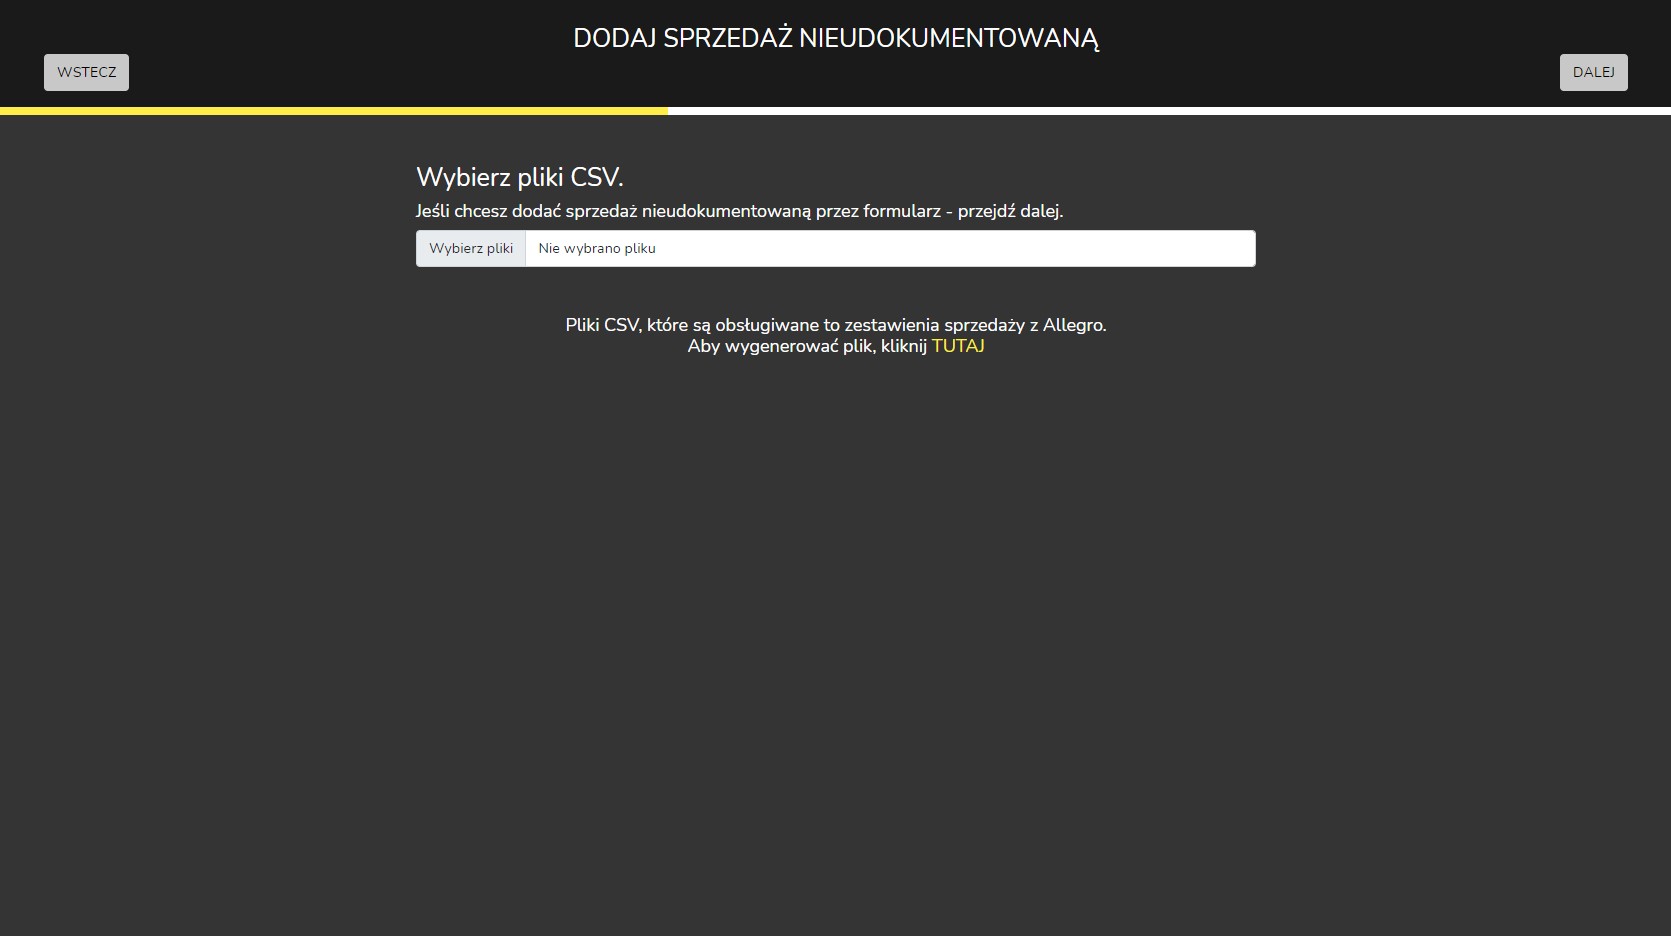 DODAJ SPRZEDAŻ NIEUDOKUMENTOWANĄ
WSTECZ
DALEJ
Wybierz pliki CSV.
Jeśli chcesz dodać sprzedaż nieudokumentowaną przez formularz - przejdź dalej.
Wybierz pliki Nie wybrano pliku
Pliki CSV, które są obsługiwane to zestawienia sprzedaży z Allegro.
Aby wygenerować plik, kliknij TUTAJ